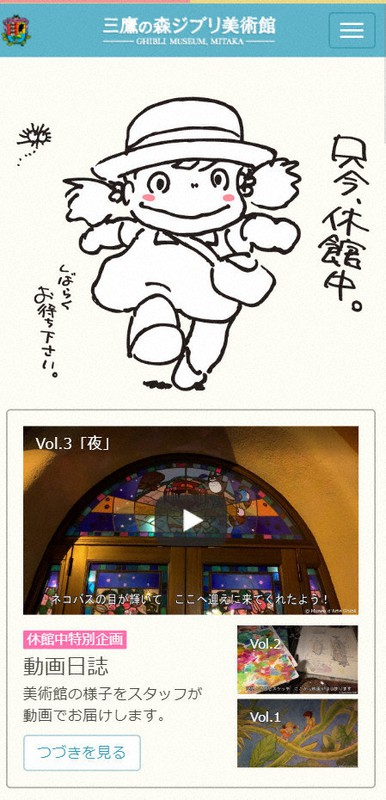 三鷹の森ジブリ美術館
GHIBLI MUSEUM, MITAKA
只今、休館中。
しばらく
お待ち下さい。
Vol.3「夜」
ネコバスの目が輝いて　ここへ迎えに来てくれたよう！
休館中特別企画
動画日誌
美術館の様子をスタッフが
動画でお届けします。
つづきを見る
Vol.2
Vol.1